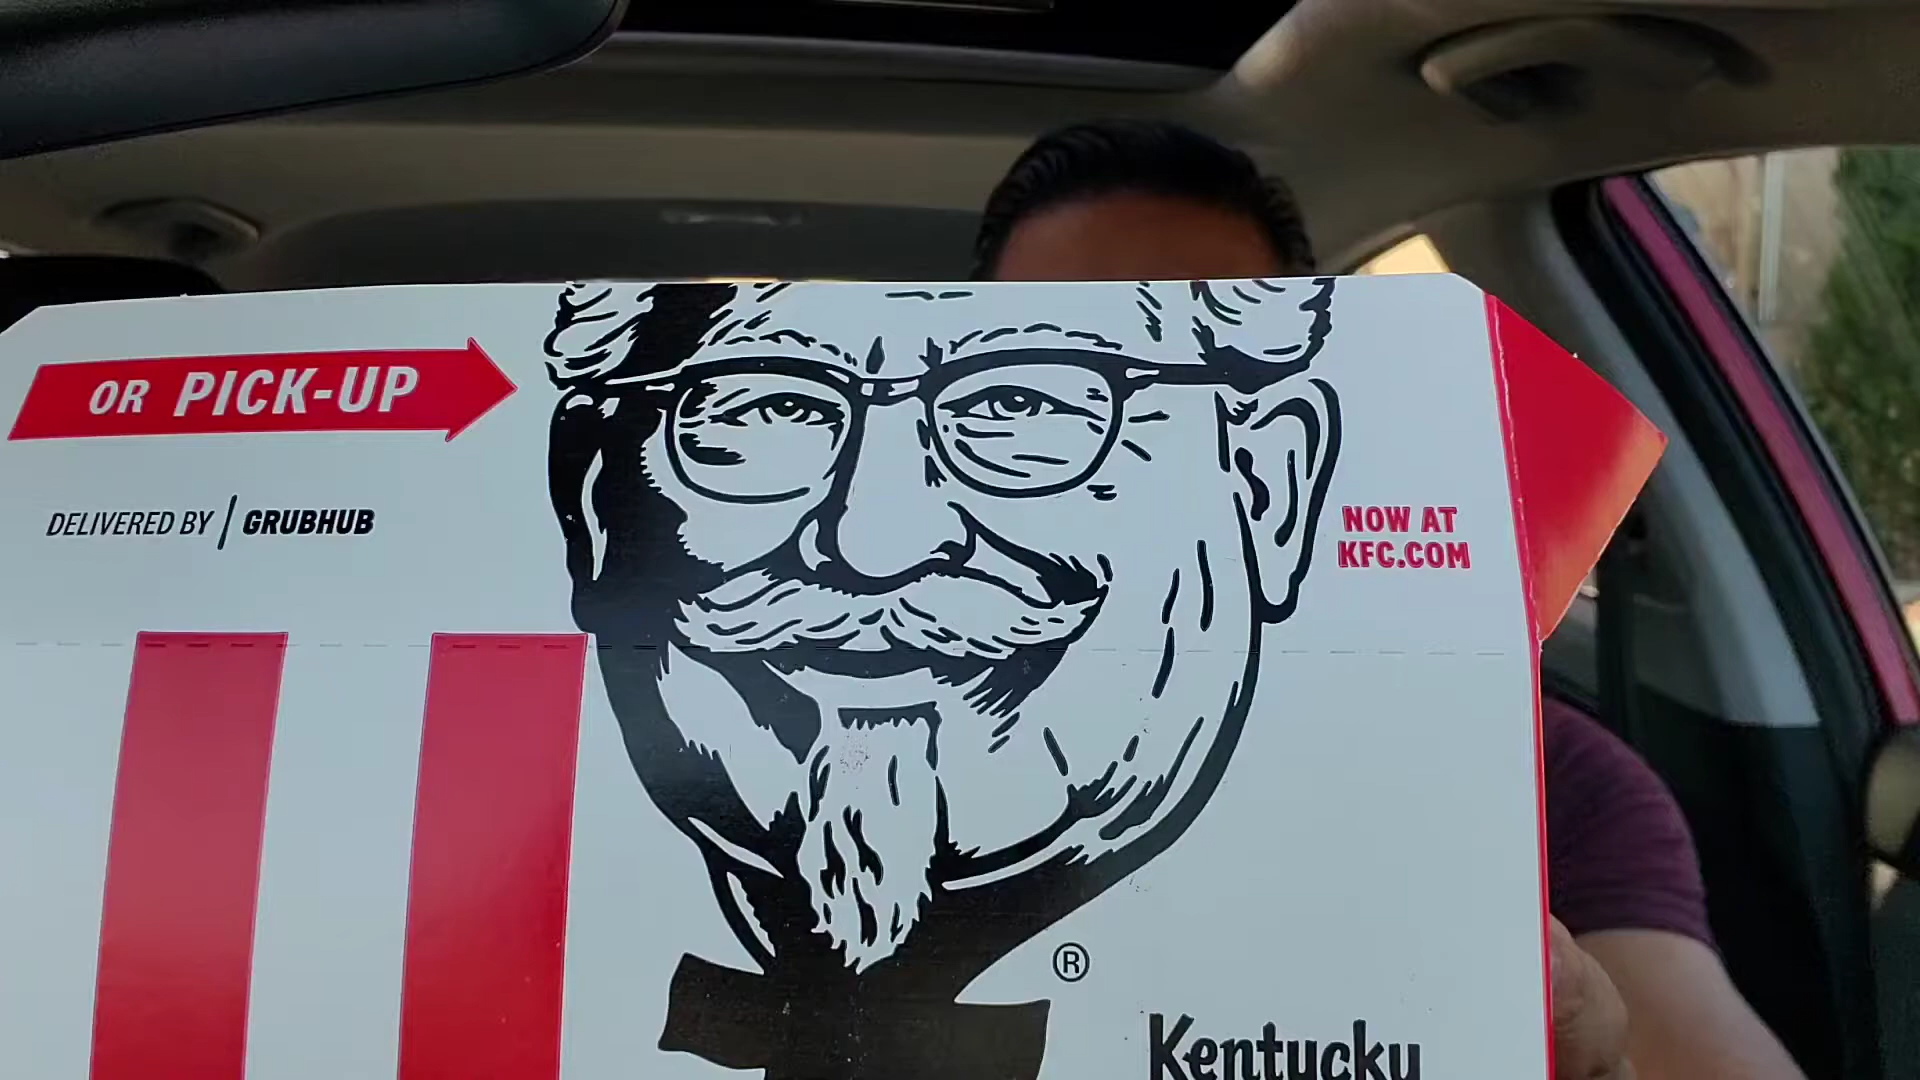 OR PICK-UP
DELIVERED BY | GRUBHUB
NOW AT
KFC.COM
®
Kentucky